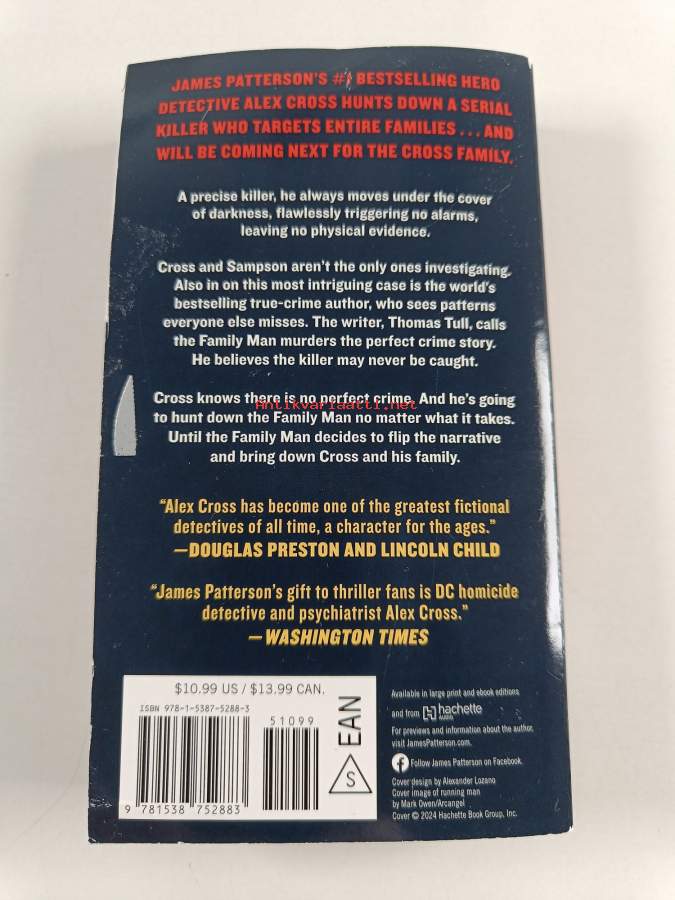 JAMES PATTERSON'S #1 BESTSELLING HERO
DETECTIVE ALEX CROSS HUNTS DOWN A SERIAL
KILLER WHO TARGETS ENTIRE FAMILIES . . . AND
WILL BE COMING NEXT FOR THE CROSS FAMILY.
A precise killer, he always moves under the cover
of darkness, flawlessly triggering no alarms,
leaving no physical evidence.
Cross and Sampson aren't the only ones investigating.
Also in on this most intriguing case is the world's
bestselling true-crime author, who sees patterns
everyone else misses. The writer, Thomas Tull, calls
the Family Man murders the perfect crime story.
He believes the killer may never be caught.
Cross knows there is no perfect crime. And he's going
Antikvariaatti.net
to hunt down the Family Man no matter what it takes.
Until the Family Man decides to flip the narrative
and bring down Cross and his family.
"Alex Cross has become one of the greatest fictional
detectives of all time, a character for the ages."
—DOUGLAS PRESTON AND LINCOLN CHILD
"James Patterson's gift to thriller fans is DC homicide
detective and psychiatrist Alex Cross."
—WASHINGTON TIMES
$10.99 US / $13.99 CAN.
ISBN 978-1-5387-5288-3
51099
9 781538 752883
EAN
S
Available in large print and ebook editions
and from hachette
AUDIO
For previews and information about the author,
visit JamesPatterson.com.
Follow James Patterson on Facebook.
Cover design by Alexander Lozano
Cover image of running man
by Mark Owen/Arcangel
Cover © 2024 Hachette Book Group, Inc.